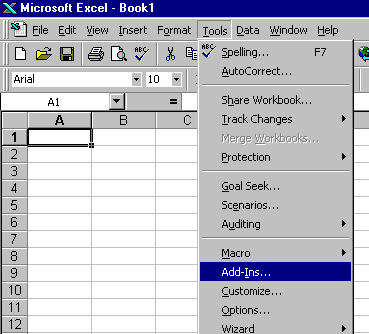 Microsoft Excel - Book1
File Edit View Insert Format Tools Data Window Help
ABC
ABC Spelling... F7
AutoCorrect...
Arial 10
Share Workbook...
A1 =
Track Changes
A B C
Merge Workbooks...
1
2
Protection
3
4
Goal Seek...
5
Scenarios...
6
Auditing
7
8
Macro
9
Add-Ins...
10
Customize...
11
Options...
12
Wizard